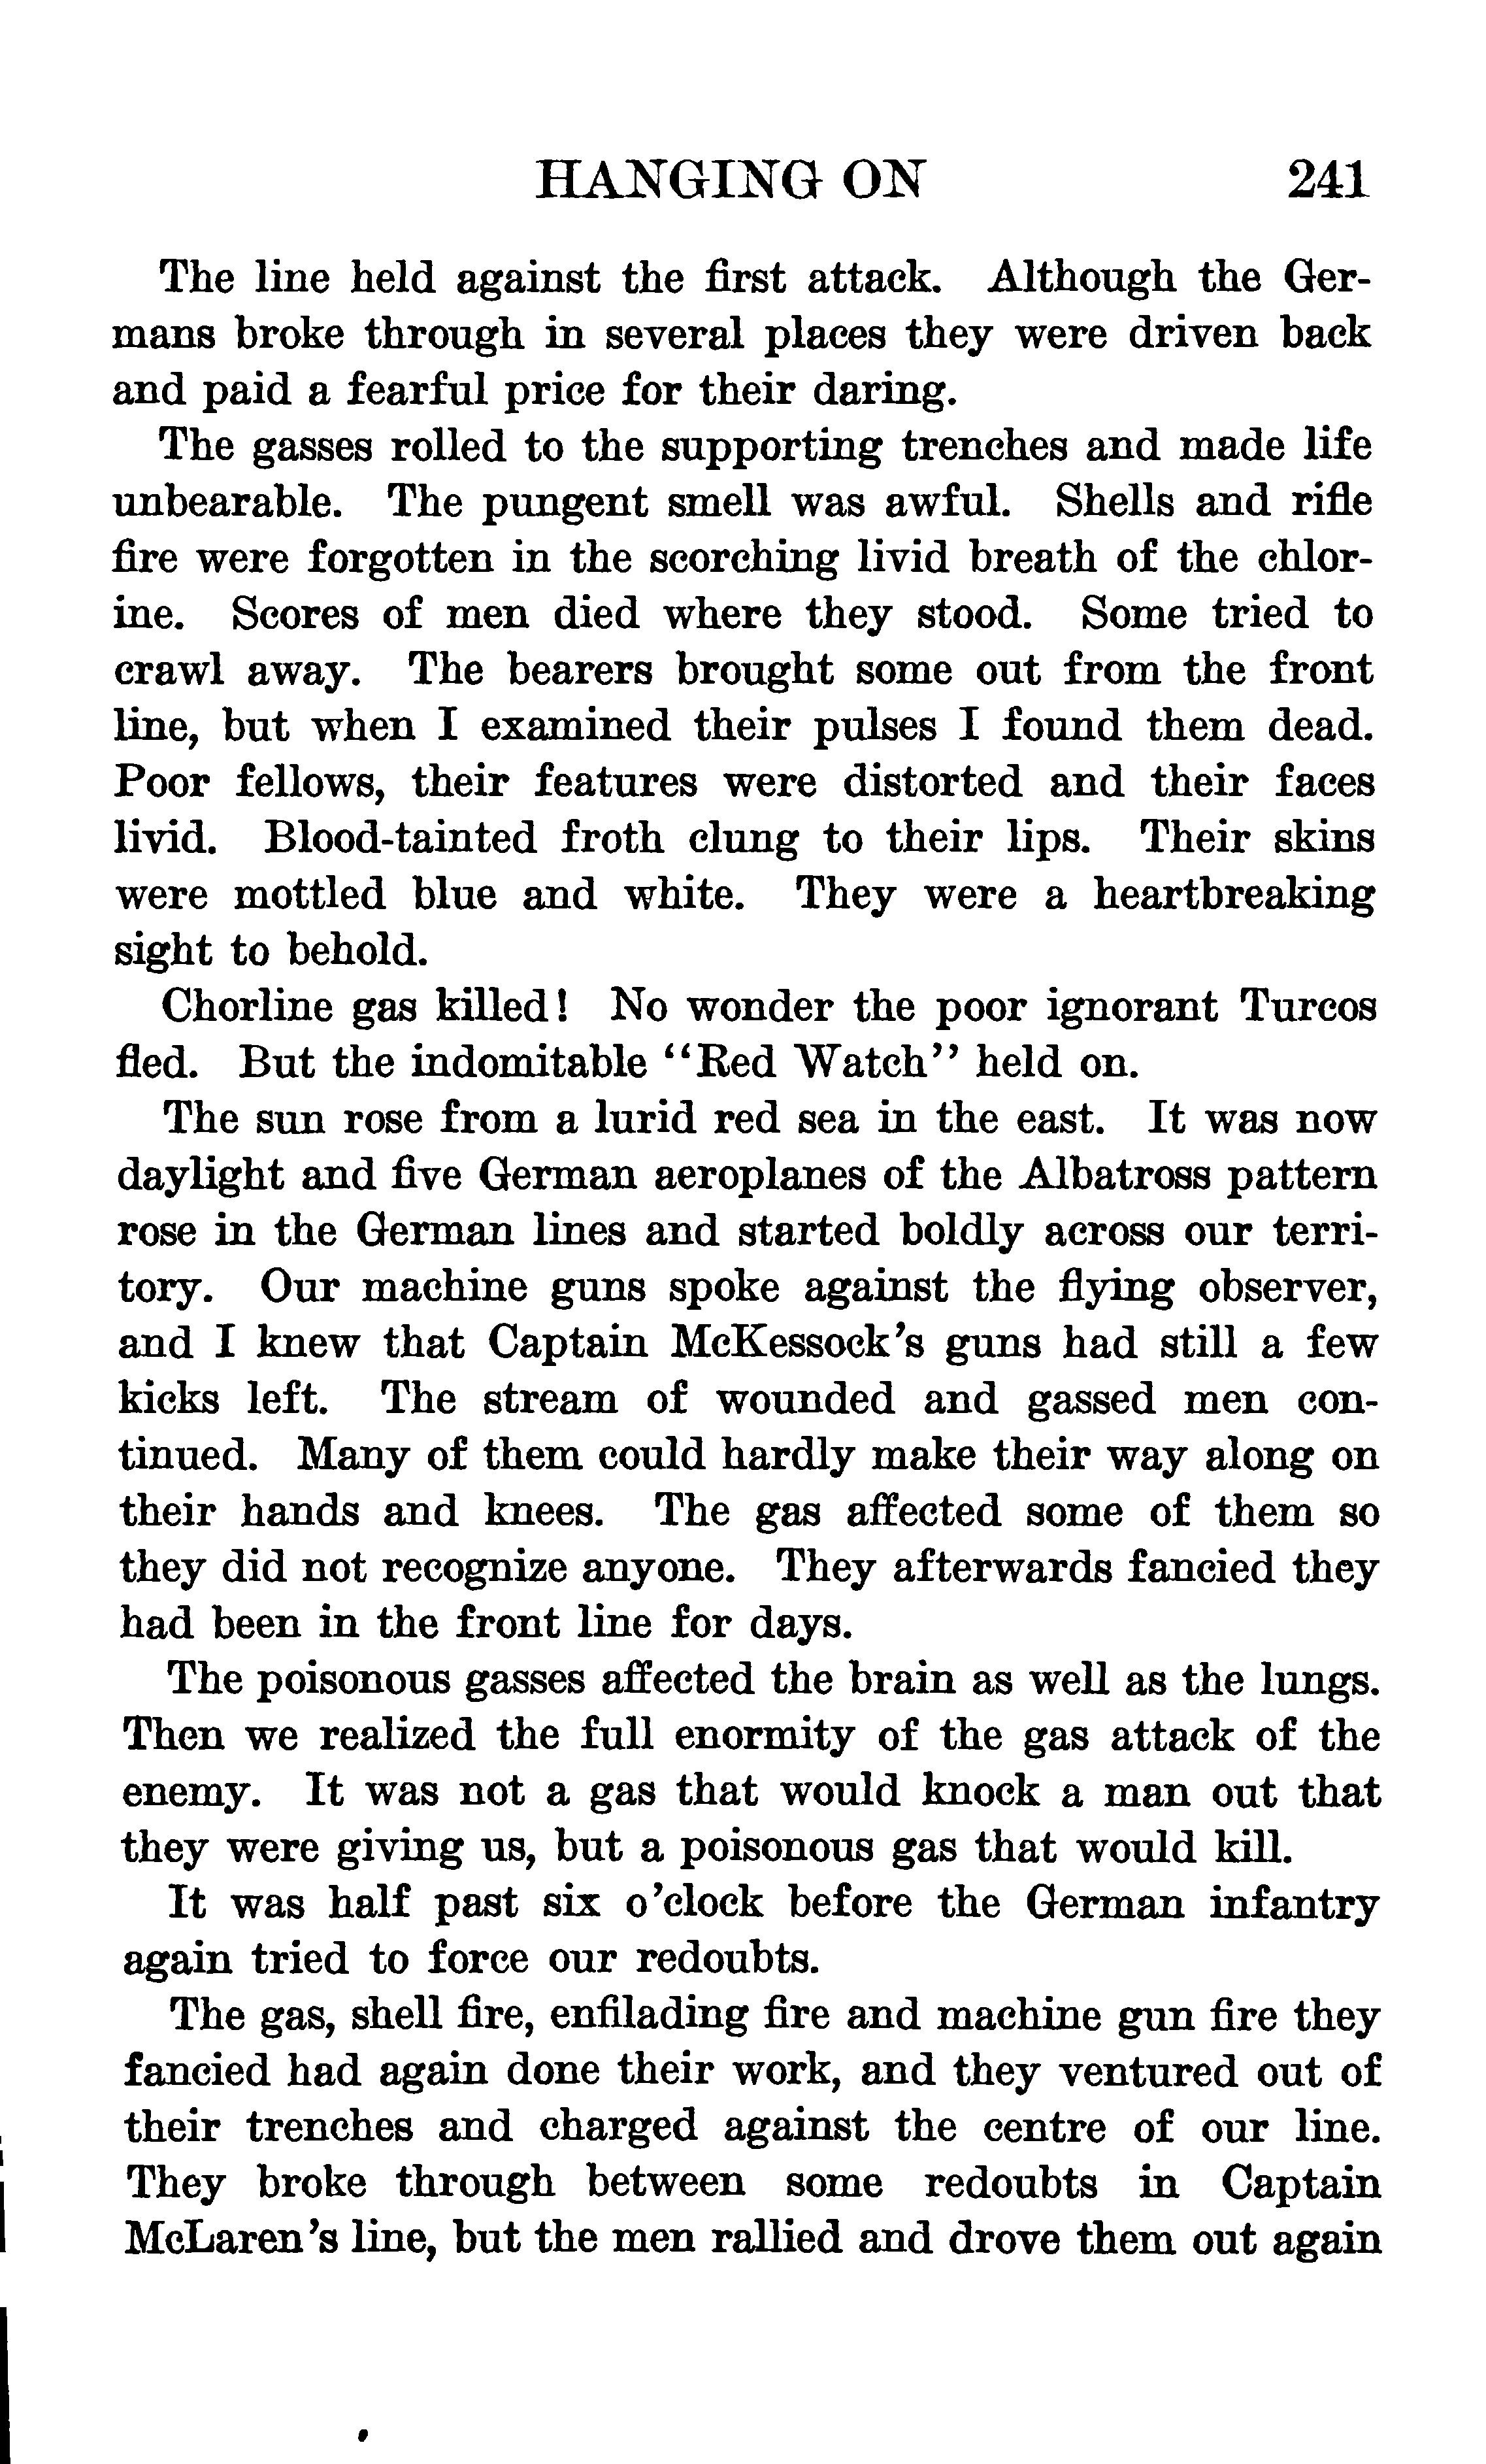 HANGING ON 241
The line held against the first attack. Although the Ger-
mans broke through in several places they were driven back
and paid a fearful price for their daring.
The gasses rolled to the supporting trenches and made life
unbearable. The pungent smell was awful. Shells and rifle
fire were forgotten in the scorching livid breath of the chlor-
ine. Scores of men died where they stood. Some tried to
crawl away. The bearers brought some out from the front
line, but when I examined their pulses I found them dead.
Poor fellows, their features were distorted and their faces
livid. Blood-tainted froth clung to their lips. Their skins
were mottled blue and white. They were a heartbreaking
sight to behold.
Chorline gas killed! No wonder the poor ignorant Turcos
fled. But the indomitable "Red Watch" held on.
The sun rose from a lurid red sea in the east. It was now
daylight and five German aeroplanes of the Albatross pattern
rose in the German lines and started boldly across our terri-
tory. Our machine guns spoke against the flying observer,
and I knew that Captain McKessock's guns had still a few
kicks left. The stream of wounded and gassed men con-
tinued. Many of them could hardly make their way along on
their hands and knees. The gas affected some of them so
they did not recognize anyone. They afterwards fancied they
had been in the front line for days.
The poisonous gasses affected the brain as well as the lungs.
Then we realized the full enormity of the gas attack of the
enemy. It was not a gas that would knock a man out that
they were giving us, but a poisonous gas that would kill.
It was half past six o'clock before the German infantry
again tried to force our redoubts.
The gas, shell fire, enfilading fire and machine gun fire they
fancied had again done their work, and they ventured out of
their trenches and charged against the centre of our line.
They broke through between some redoubts in Captain
McLaren's line, but the men rallied and drove them out again